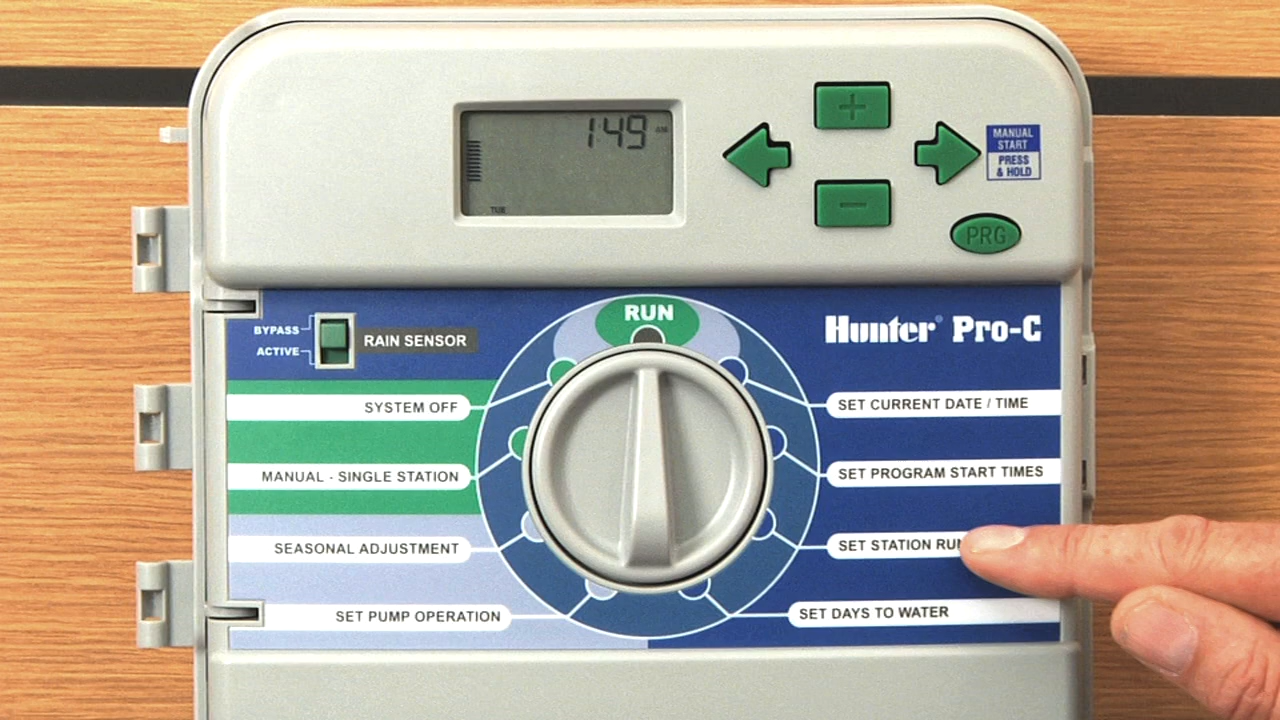 1:49 AM
TUE
+
-
MANUAL
START
PRESS
& HOLD
PRG
RUN
BYPASS
ACTIVE
RAIN SENSOR
Hunter® Pro-C
SYSTEM OFF
MANUAL - SINGLE STATION
SEASONAL ADJUSTMENT
SET PUMP OPERATION
SET CURRENT DATE / TIME
SET PROGRAM START TIMES
SET STATION RUN
SET DAYS TO WATER